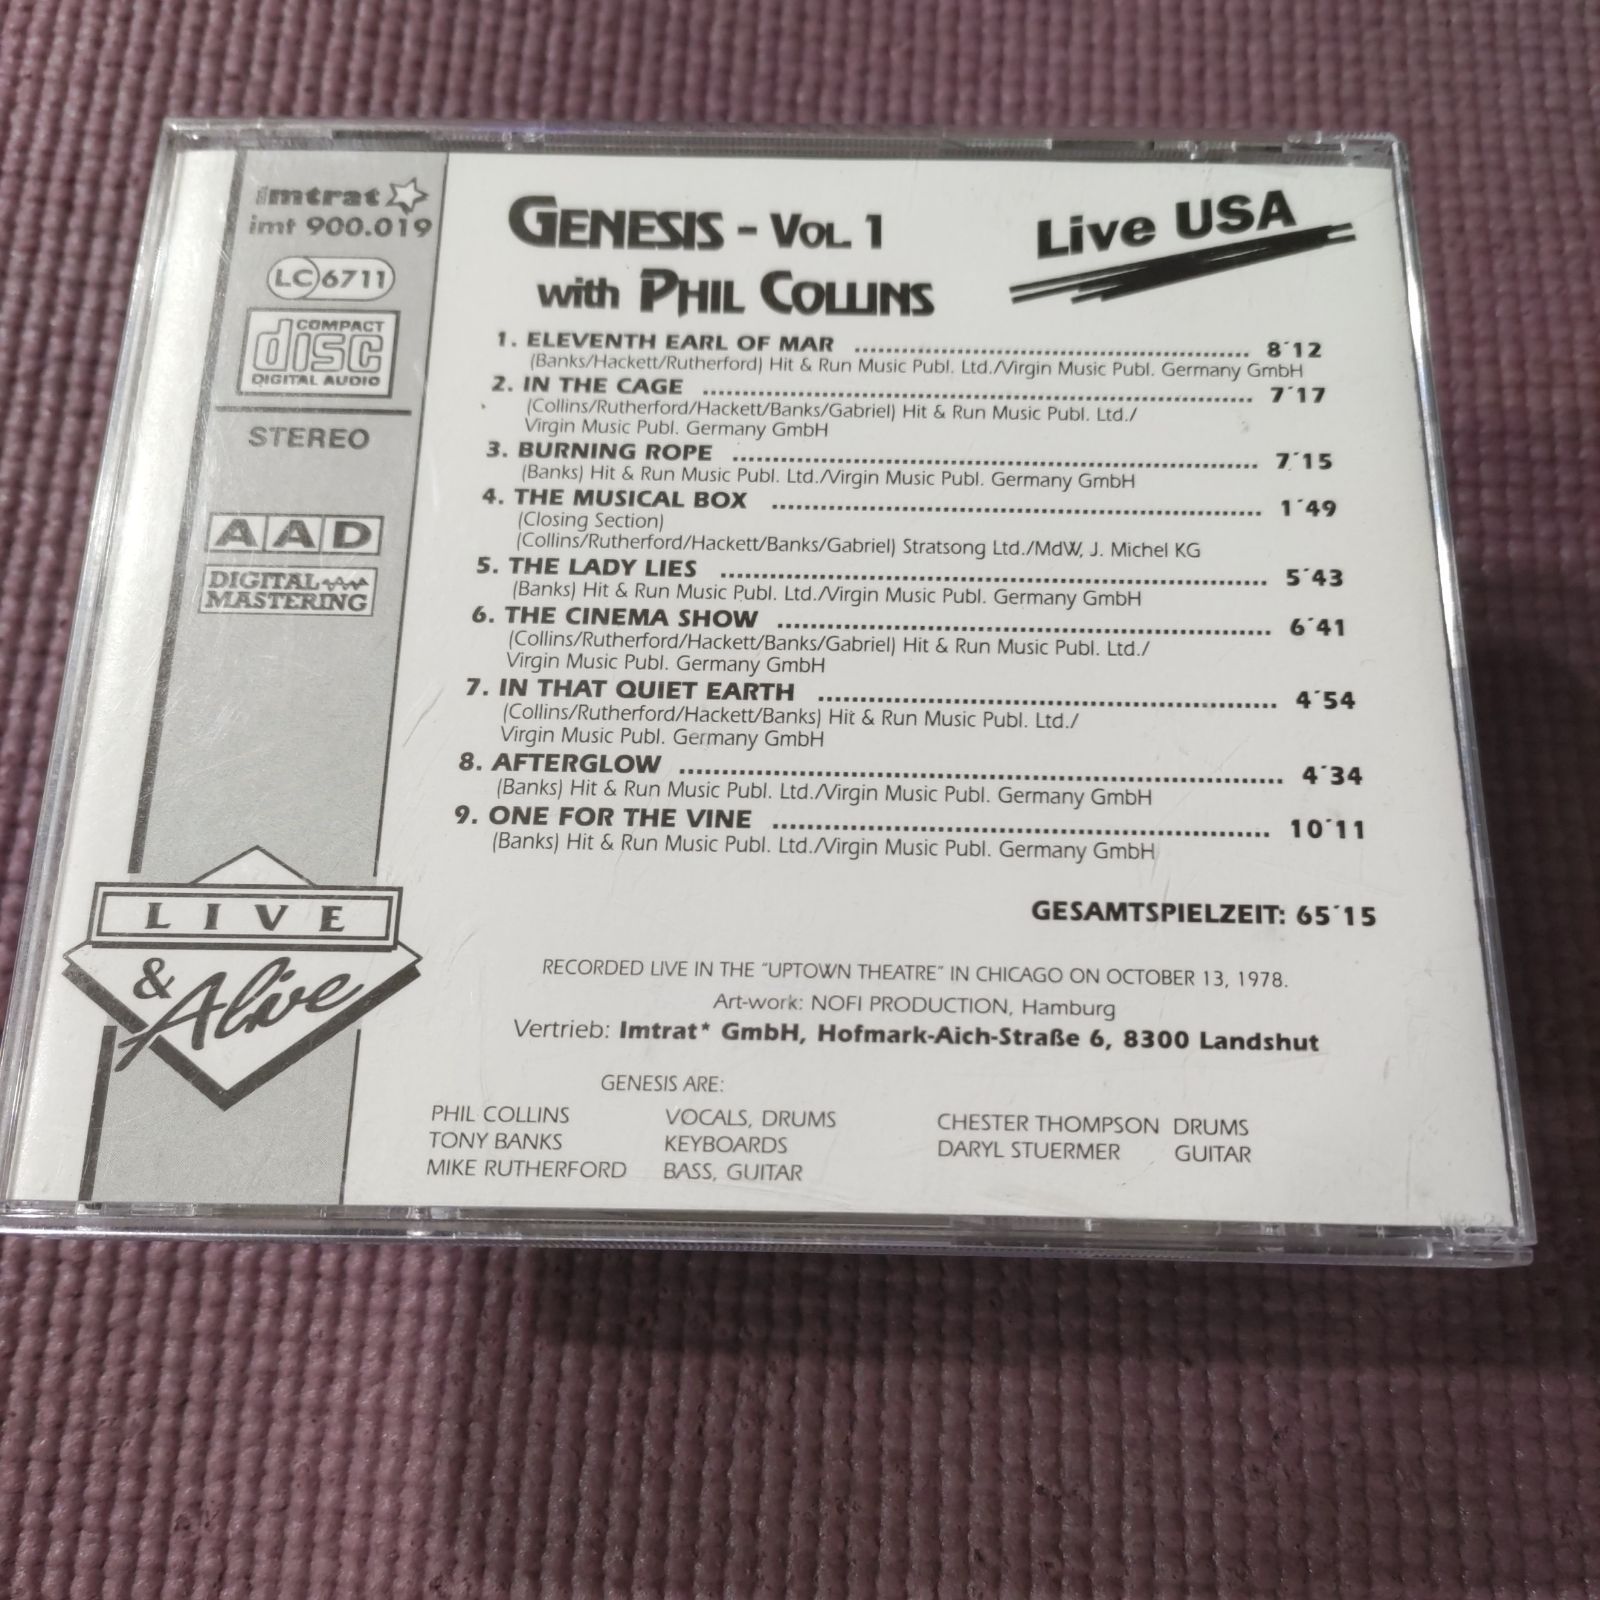 imtrat
imt 900.019
LC 6711
COMPACT
disc
DIGITAL AUDIO
STEREO
AAD
DIGITAL
MASTERING
LIVE
& Alive
GENESIS - VOL. 1
with PHIL COLLINS
Live USA
1. ELEVENTH EARL OF MAR ........ 8´12
(Banks/Hackett/Rutherford) Hit & Run Music Publ. Ltd./Virgin Music Publ. Germany GmbH
2. IN THE CAGE ........ 7´17
(Collins/Rutherford/Hackett/Banks/Gabriel) Hit & Run Music Publ. Ltd./
Virgin Music Publ. Germany GmbH
3. BURNING ROPE ........ 7´15
(Banks) Hit & Run Music Publ. Ltd./Virgin Music Publ. Germany GmbH
4. THE MUSICAL BOX ........ 1´49
(Closing Section)
(Collins/Rutherford/Hackett/Banks/Gabriel) Stratsong Ltd./MdW, J. Michel KG
5. THE LADY LIES ........ 5´43
(Banks) Hit & Run Music Publ. Ltd./Virgin Music Publ. Germany GmbH
6. THE CINEMA SHOW ........ 6´41
(Collins/Rutherford/Hackett/Banks/Gabriel) Hit & Run Music Publ. Ltd./
Virgin Music Publ. Germany GmbH
7. IN THAT QUIET EARTH ........ 4´54
(Collins/Rutherford/Hackett/Banks) Hit & Run Music Publ. Ltd./
Virgin Music Publ. Germany GmbH
8. AFTERGLOW ........ 4´34
(Banks) Hit & Run Music Publ. Ltd./Virgin Music Publ. Germany GmbH
9. ONE FOR THE VINE ........ 10´11
(Banks) Hit & Run Music Publ. Ltd./Virgin Music Publ. Germany GmbH
GESAMTSPIELZEIT: 65´15
RECORDED LIVE IN THE "UPTOWN THEATRE" IN CHICAGO ON OCTOBER 13, 1978.
Art-work: NOFI PRODUCTION, Hamburg
Vertrieb: Imtrat* GmbH, Hofmark-Aich-Straße 6, 8300 Landshut
GENESIS ARE:
PHIL COLLINS VOCALS, DRUMS CHESTER THOMPSON DRUMS
TONY BANKS KEYBOARDS DARYL STUERMER GUITAR
MIKE RUTHERFORD BASS, GUITAR